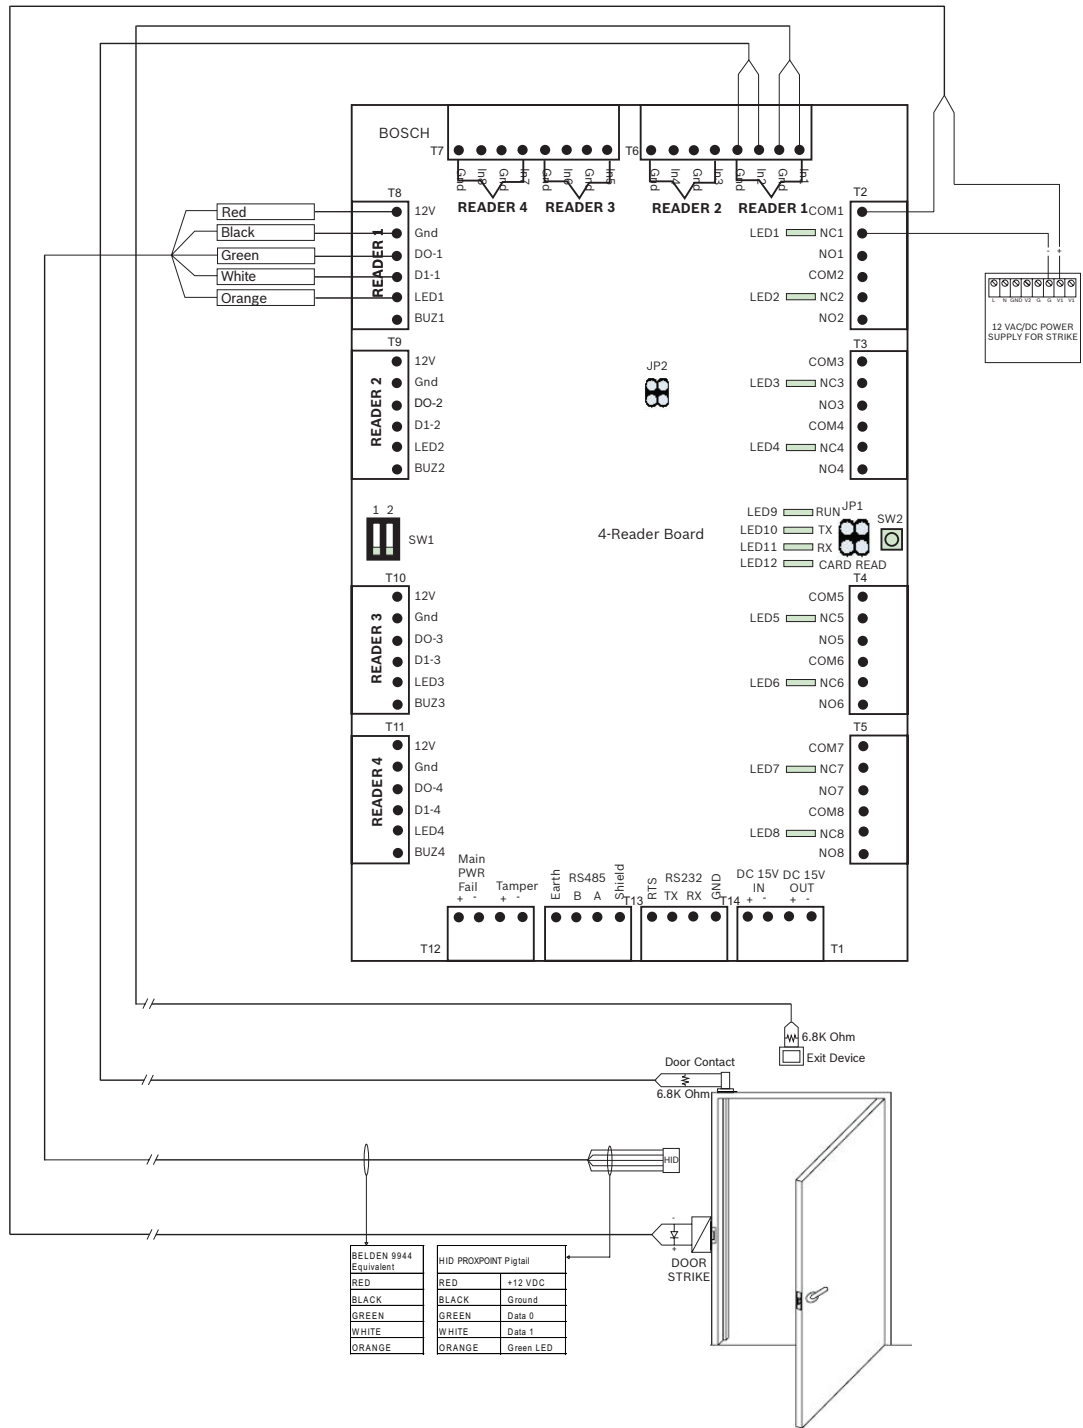 BOSCH
T7
Gnd
In8
Gnd
In7
Gnd
In6
Gnd
In5
READER 4
READER 3
T6
Gnd
In4
Gnd
In3
Gnd
In2
Gnd
In1
READER 2
READER 1
T8
READER 1
12V
Gnd
DO-1
D1-1
LED1
BUZ1
Red
Black
Green
White
Orange
T9
READER 2
12V
Gnd
DO-2
D1-2
LED2
BUZ2
1 2
SW1
T10
READER 3
12V
Gnd
DO-3
D1-3
LED3
BUZ3
T11
READER 4
12V
Gnd
DO-4
D1-4
LED4
BUZ4
JP2
4-Reader Board
T2
COM1
LED1 NC1
NO1
COM2
LED2 NC2
NO2
T3
COM3
LED3 NC3
NO3
COM4
LED4 NC4
NO4
LED9 RUN
LED10 TX
LED11 RX
LED12 CARD READ
JP1
SW2
T4
COM5
LED5 NC5
NO5
COM6
LED6 NC6
NO6
T5
COM7
LED7 NC7
NO7
COM8
LED8 NC8
NO8
- +
L N GND V2 G G V1 V1
12 VAC/DC POWER
SUPPLY FOR STRIKE
Main
PWR
Fail
+ -
Tamper
+ -
T12
Earth
RS485
B A
Shield
T13
RTS
RS232
TX RX
GND
T14
DC 15V
IN
+ -
DC 15V
OUT
+ -
T1
6.8K Ohm
Exit Device
Door Contact
6.8K Ohm
HID
-
+
DOOR
STRIKE
BELDEN 9944
Equivalent
RED
BLACK
GREEN
WHITE
ORANGE
HID PROXPOINT Pigtail
RED +12 VDC
BLACK Ground
GREEN Data 0
WHITE Data 1
ORANGE Green LED